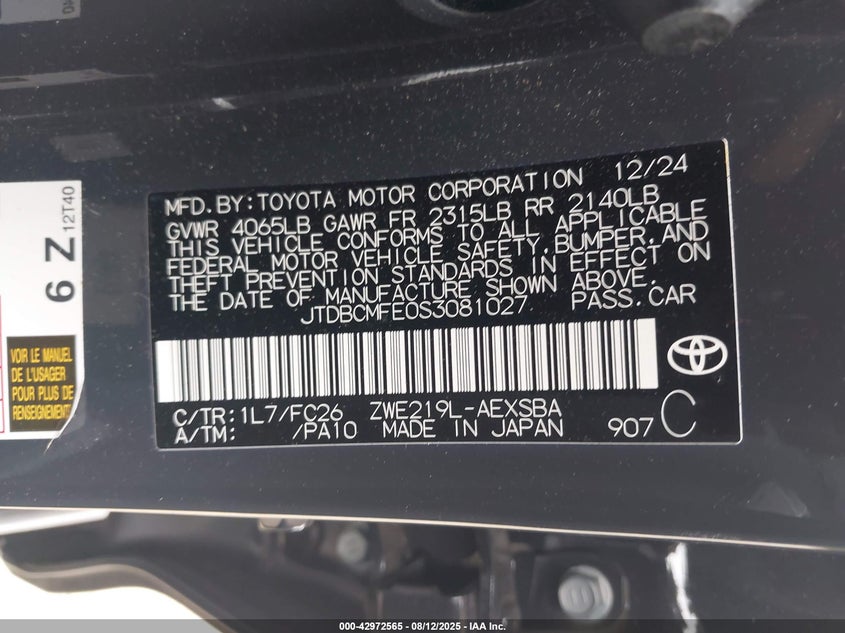 MFD.BY:TOYOTA MOTOR CORPORATION 12/24
GVWR 4065LB GAWR FR 2315LB RR 2140LB
THIS VEHICLE CONFORMS TO ALL APPLICABLE
FEDERAL MOTOR VEHICLE SAFETY,BUMPER,AND
THEFT PREVENTION STANDARDS IN EFFECT ON
THE DATE OF MANUFACTURE SHOWN ABOVE.
JTDBCMFE0S3081027 PASS.CAR
C/TR:1L7/FC26 ZWE219L-AEXSBA
A/TM: /PA10 MADE IN JAPAN 907 C
6 Z 12T40
VOIR LE MANUEL
DE L'USAGER
POUR PLUS DE
RENSEIGNEMENTS
000-42972565 - 08/12/2025 - IAA Inc.